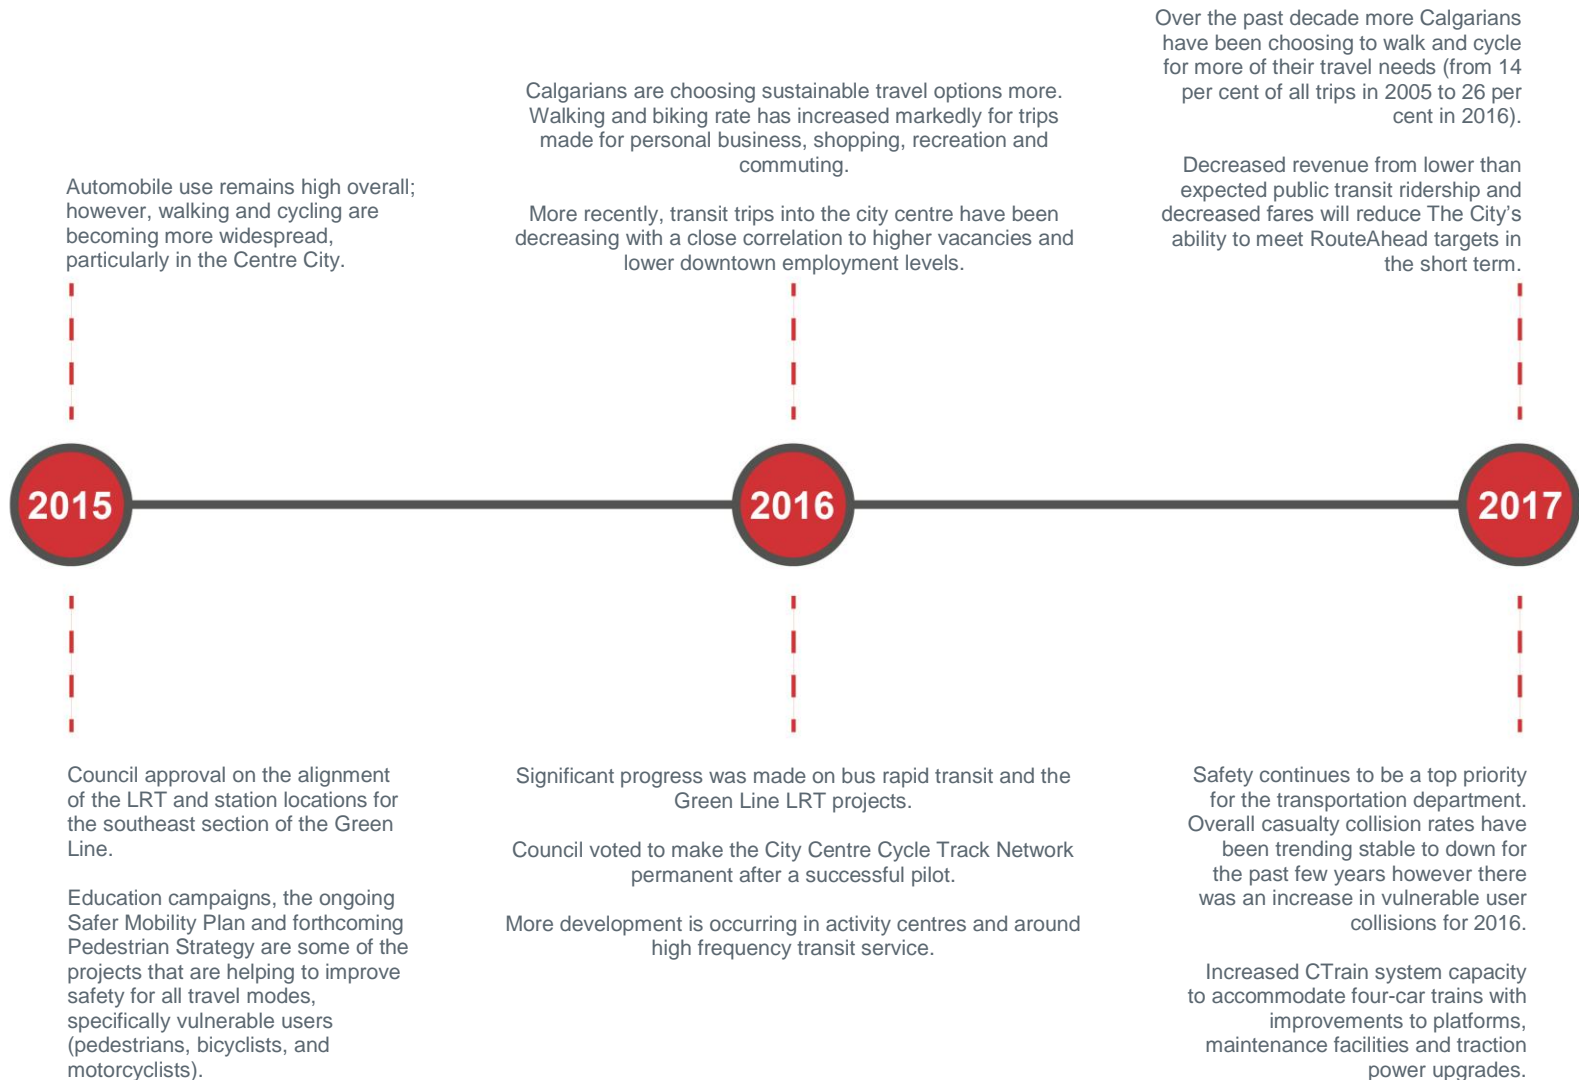 Automobile use remains high overall;
however, walking and cycling are
becoming more widespread,
particularly in the Centre City.
Calgarians are choosing sustainable travel options more.
Walking and biking rate has increased markedly for trips
made for personal business, shopping, recreation and
commuting.
More recently, transit trips into the city centre have been
decreasing with a close correlation to higher vacancies and
lower downtown employment levels.
Over the past decade more Calgarians
have been choosing to walk and cycle
for more of their travel needs (from 14
per cent of all trips in 2005 to 26 per
cent in 2016).
Decreased revenue from lower than
expected public transit ridership and
decreased fares will reduce The City's
ability to meet RouteAhead targets in
the short term.
2015
2016
2017
Council approval on the alignment
of the LRT and station locations for
the southeast section of the Green
Line.
Education campaigns, the ongoing
Safer Mobility Plan and forthcoming
Pedestrian Strategy are some of the
projects that are helping to improve
safety for all travel modes,
specifically vulnerable users
(pedestrians, bicyclists, and
motorcyclists).
Significant progress was made on bus rapid transit and the
Green Line LRT projects.
Council voted to make the City Centre Cycle Track Network
permanent after a successful pilot.
More development is occurring in activity centres and around
high frequency transit service.
Safety continues to be a top priority
for the transportation department.
Overall casualty collision rates have
been trending stable to down for
the past few years however there
was an increase in vulnerable user
collisions for 2016.
Increased CTrain system capacity
to accommodate four-car trains with
improvements to platforms,
maintenance facilities and traction
power upgrades.